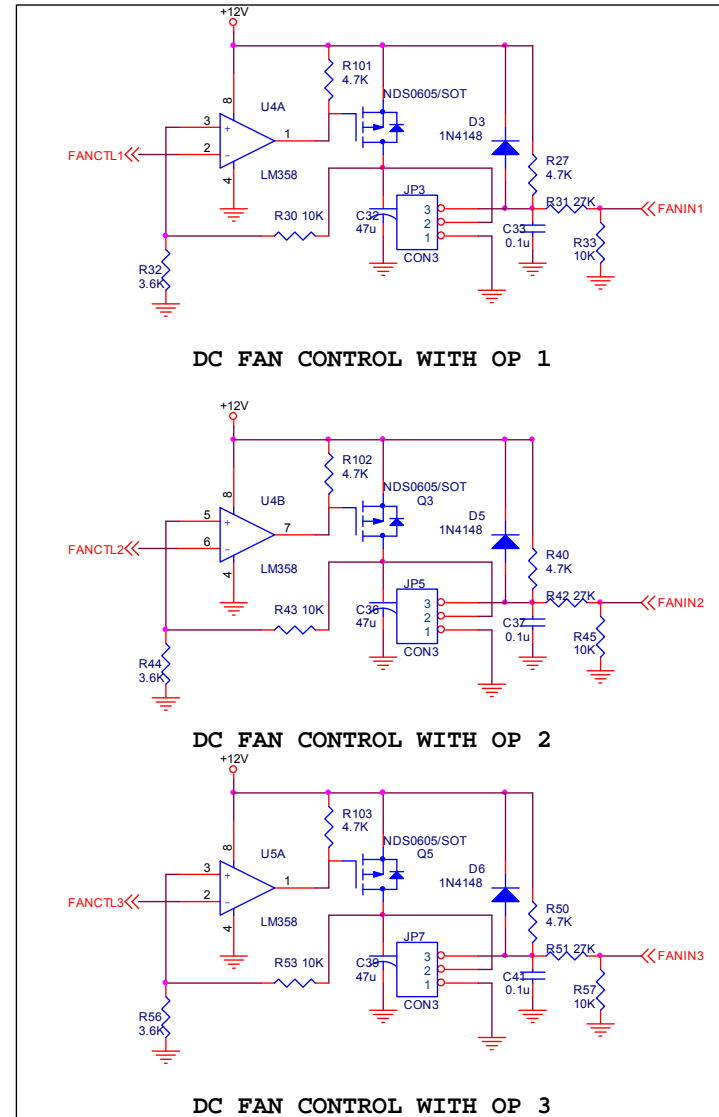 +12V
R101
4.7K
NDS0605/SOT
U4A
D3
1N4148
8
3
+
1
2
-
FANCTL1
R27
4.7K
4
LM358
JP3
R30 10K
C32
47u
3
2
1
R31 27K
FANIN1
C33
0.1u
R33
10K
R32
3.6K
CON3
DC FAN CONTROL WITH OP 1
+12V
R102
4.7K
NDS0605/SOT
Q3
U4B
D5
1N4148
8
5
+
7
6
-
FANCTL2
R40
4.7K
4
LM358
JP5
R43 10K
C36
47u
3
2
1
R42 27K
FANIN2
C37
0.1u
R45
10K
R44
3.6K
CON3
DC FAN CONTROL WITH OP 2
+12V
R103
4.7K
NDS0605/SOT
Q5
U5A
D6
1N4148
8
3
+
1
2
-
FANCTL3
R50
4.7K
4
LM358
JP7
R53 10K
C39
47u
3
2
1
R51 27K
FANIN3
C41
0.1u
R57
10K
R56
3.6K
CON3
DC FAN CONTROL WITH OP 3